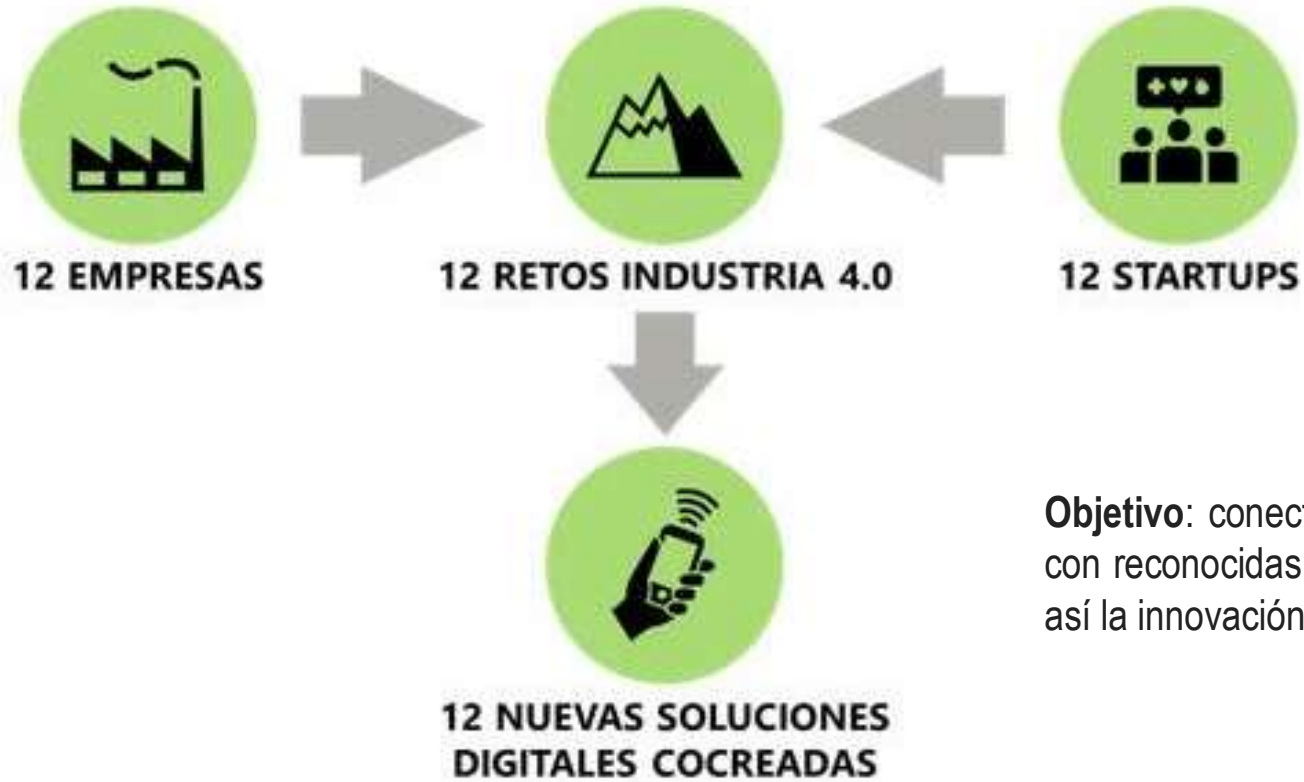 12 EMPRESAS
12 RETOS INDUSTRIA 4.0
12 STARTUPS
Objetivo: 
con reconocidas
así la innovación
12 NUEVAS SOLUCIONES
DIGITALES COCREADAS